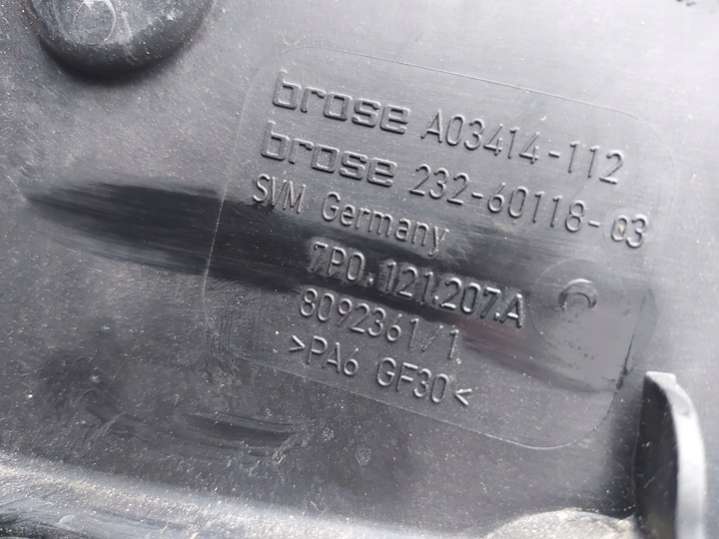 brose A03414-112
brose 232-60118-03
SVM Germany
7P0.121.207.A
8092361/1
>PA6 GF30<